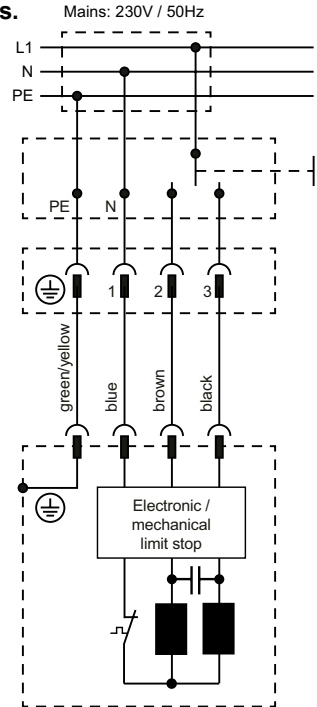 s.
Mains: 230V / 50Hz
L1
N
PE
PE N
1 2 3
green/yellow
blue
brown
black
Electronic /
mechanical
limit stop